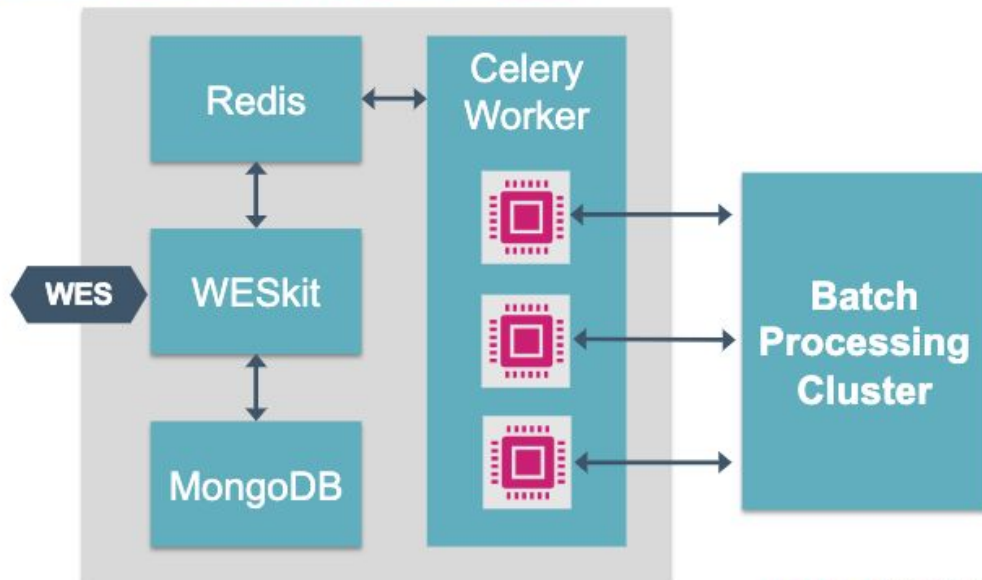 Redis
Celery
Worker
WES
WESkit
MongoDB
Batch
Processing
Cluster